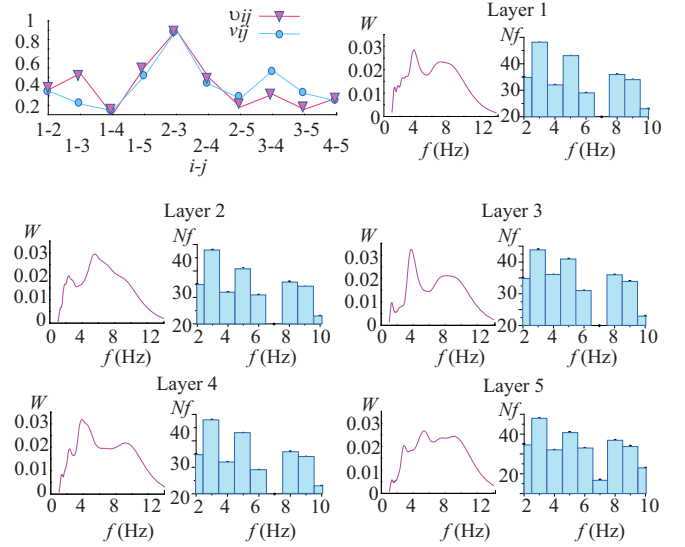 υij
νij
1
0.8
0.6
0.4
0.2
1-2 1-4 2-3 2-5 3-5
1-3 1-5 2-4 3-4 4-5
i-j
Layer 1
W
0.03
0.02
0.01
0
0 4 8 12
f (Hz)
Nf
40
30
20
2 4 6 8 10
f (Hz)
Layer 2
W
0.03
0.02
0.01
0
0 4 8 12
f (Hz)
Nf
40
30
20
2 4 6 8 10
f (Hz)
Layer 3
W
0.03
0.02
0.01
0
0 4 8 12
f (Hz)
Nf
40
30
20
2 4 6 8 10
f (Hz)
Layer 4
W
0.03
0.02
0.01
0
0 4 8 12
f (Hz)
Nf
40
30
20
2 4 6 8 10
f (Hz)
Layer 5
W
0.03
0.02
0.01
0
0 4 8 12
f (Hz)
Nf
40
30
2 4 6 8 10
f (Hz)